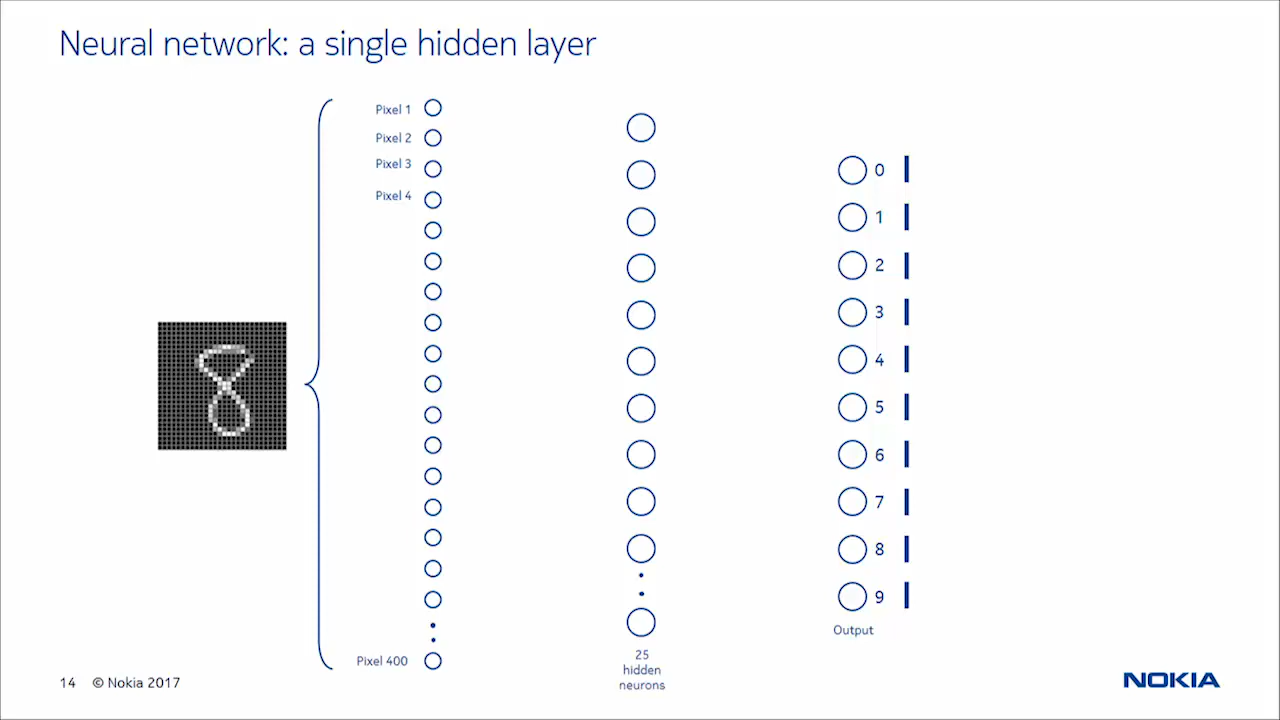 Neural network: a single hidden layer
Pixel 1
Pixel 2
Pixel 3
Pixel 4
Pixel 400
25
hidden
neurons
0
1
2
3
4
5
6
7
8
9
Output
8
14 © Nokia 2017
NOKIA